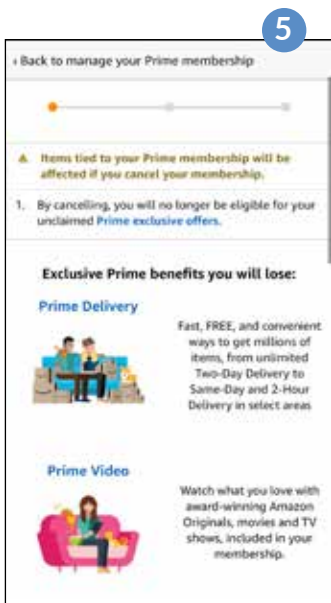 5
‹ Back to manage your Prime membership
Items tied to your Prime membership will be
affected if you cancel your membership.
1. By cancelling, you will no longer be eligible for your
unclaimed Prime exclusive offers.
Exclusive Prime benefits you will lose:
Prime Delivery
Fast, FREE, and convenient
ways to get millions of
items, from unlimited
Two-Day Delivery to
Same-Day and 2-Hour
Delivery in select areas
Prime Video
Watch what you love with
award-winning Amazon
Originals, movies and TV
shows, included in your
membership.